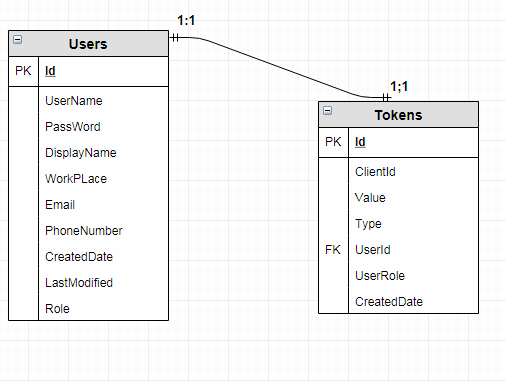 1:1
Users
PK Id
UserName
PassWord
DisplayName
WorkPLace
Email
PhoneNumber
CreatedDate
LastModified
Role
1;1
Tokens
PK Id
ClientId
Value
Type
FK UserId
UserRole
CreatedDate